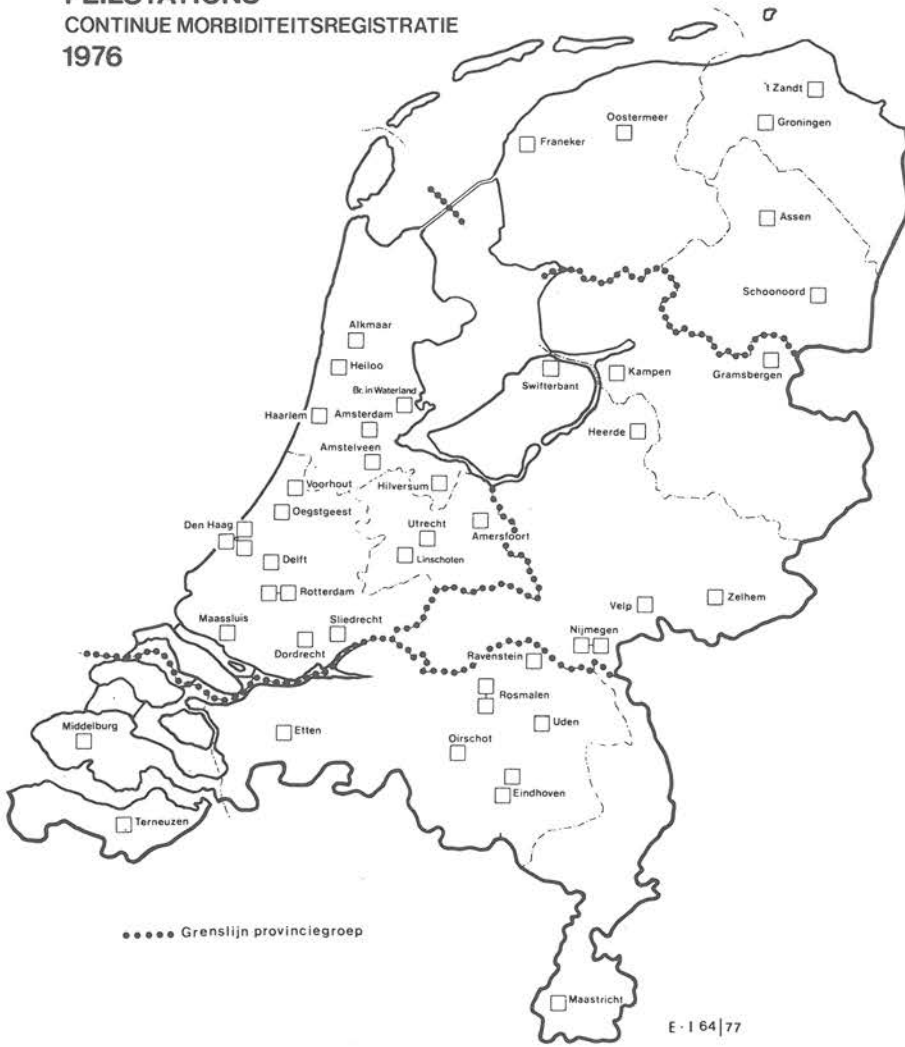 PEILSTATIONS
CONTINUE MORBIDITEITSREGISTRATIE
1976
't Zandt
Oostermeer
Groningen
Franeker
Assen
Schoonoord
Alkmaar
Heiloo
Swifterbant
Kampen
Gramsbergen
Br. in Waterland
Haarlem
Amsterdam
Heerde
Amstelveen
Voorhout
Hilversum
Oegstgeest
Den Haag
Utrecht
Amersfoort
Linscholen
Delft
Rotterdam
Velp
Zelhem
Maassluis
Sliedrecht
Dordrecht
Nijmegen
Ravenstein
Rosmalen
Middelburg
Etten
Uden
Oirschot
Eindhoven
Terneuzen
Grenslijn provinciegroep
Maastricht
E-I 64|77